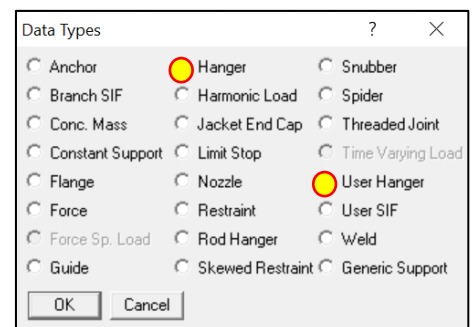 Data Types ? ×
Anchor Hanger Snubber
Branch SIF Harmonic Load Spider
Conc. Mass Jacket End Cap Threaded Joint
Constant Support Limit Stop Time Varying Load
Flange Nozzle User Hanger
Force Restraint User SIF
Force Sp. Load Rod Hanger Weld
Guide Skewed Restraint Generic Support
OK Cancel